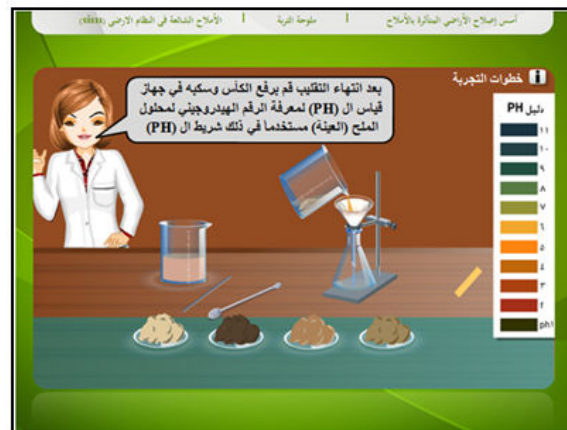 أسس إصلاح الأراضي المتأثرة بالأملاح | ملوحة التربة | الأملاح الشائعة في النظام الارضي
خطوات التجربة
بعد انتهاء التقليب قم برفع الكأس وسكبه في جهاز
قياس ال (PH) لمعرفة الرقم الهيدروجيني لمحلول
الملح (العينة) مستخدماً في ذلك شريط ال (PH)
دليل PH
١١
١٠
٩
٨
٧
٦
٥
٤
٣
٢
ph١